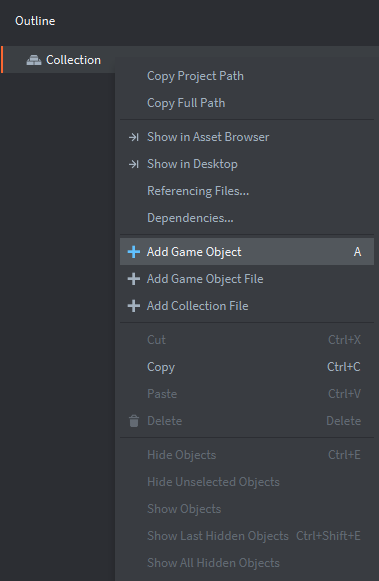 Outline
Collection
Copy Project Path
Copy Full Path
Show in Asset Browser
Show in Desktop
Referencing Files...
Dependencies...
Add Game Object A
Add Game Object File
Add Collection File
Cut Ctrl+X
Copy Ctrl+C
Paste Ctrl+V
Delete Delete
Hide Objects Ctrl+E
Hide Unselected Objects
Show Objects
Show Last Hidden Objects Ctrl+Shift+E
Show All Hidden Objects